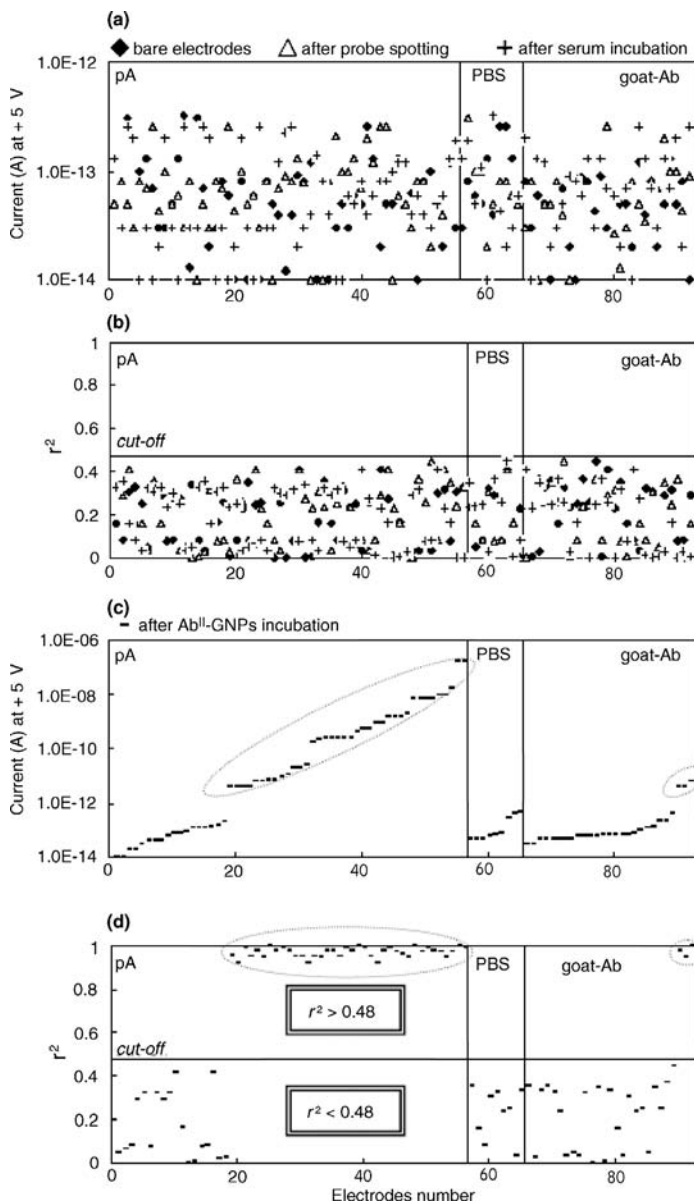 (a)
bare electrodes after probe spotting after serum incubation
1.0E-12
pA PBS goat-Ab
1.0E-13
Current (A) at + 5 V
1.0E-14
0 20 40 60 80
(b)
1
pA PBS goat-Ab
0.8
0.6
cut-off
r²
0.4
0.2
0
0 20 40 60 80
(c)
after Abᴵᴵ-GNPs incubation
1.0E-06
pA PBS goat-Ab
1.0E-08
Current (A) at + 5 V
1.0E-10
1.0E-12
1.0E-14
0 20 40 60 80
(d)
1
pA PBS goat-Ab
0.8
r² > 0.48
0.6
cut-off
r²
0.4
r² < 0.48
0.2
0
0 20 40 60 80
Electrodes number